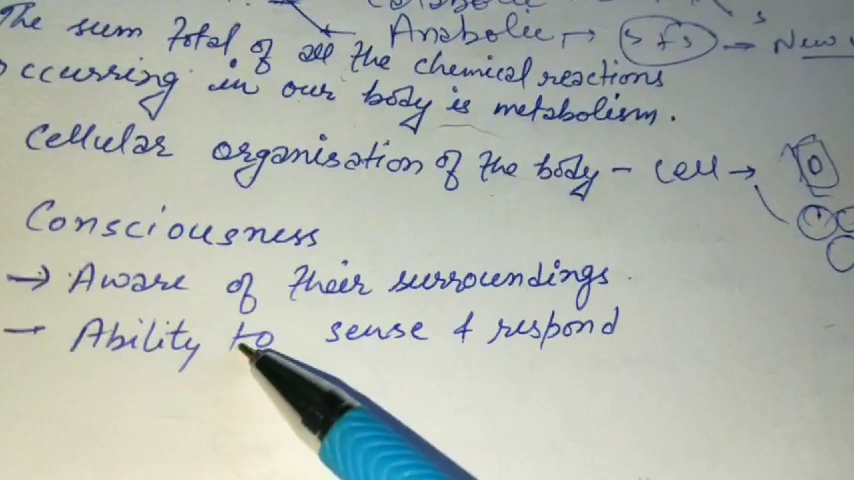 Anabolic → → New
The sum total of all the chemical reactions
occurring in our body is metabolism.
Cellular organisation of the body - cell →
Consciousness
→ Aware of their surroundings.
- Ability to sense & respond